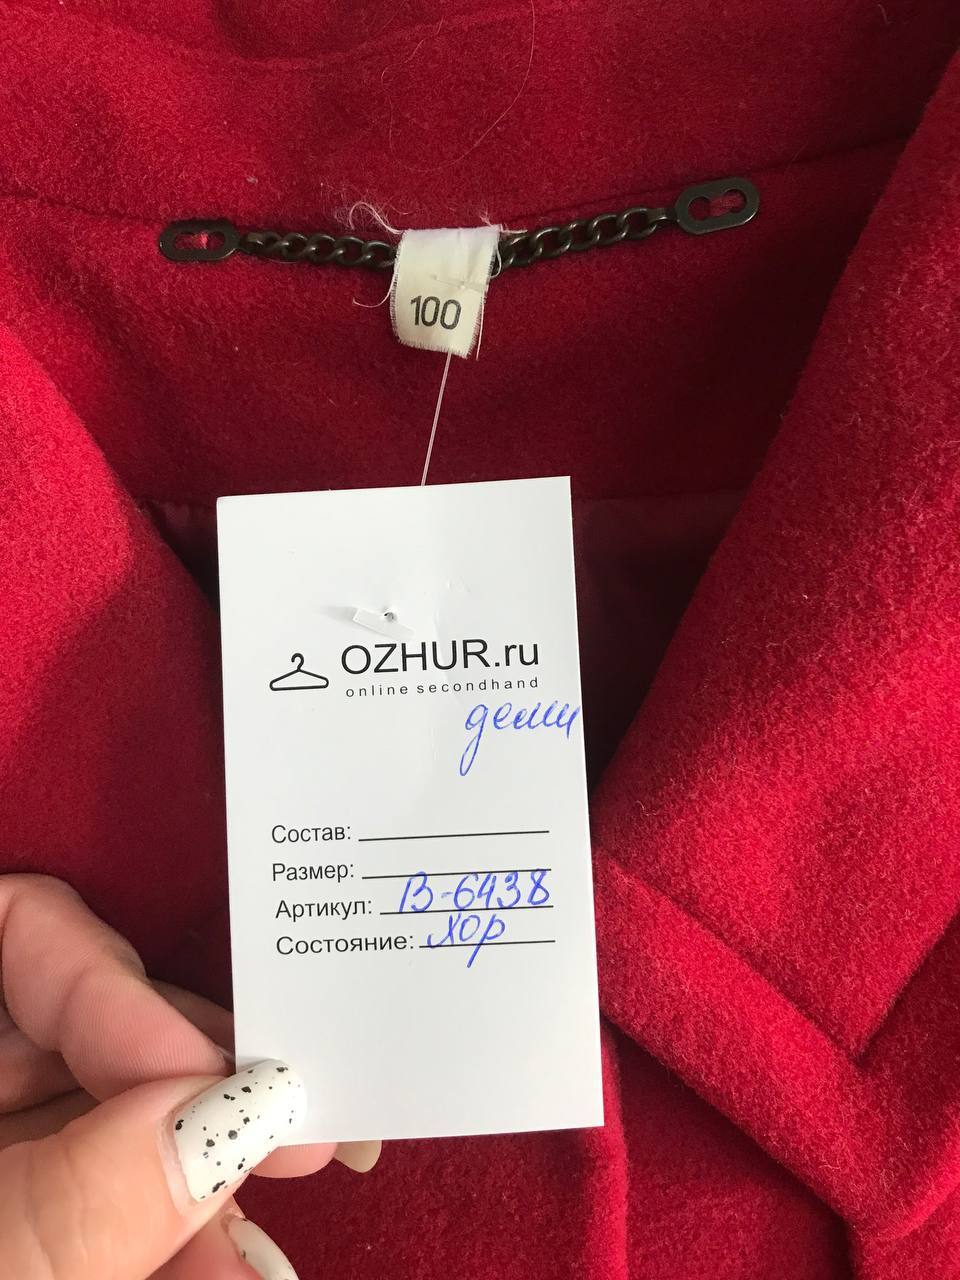 100
OZHUR.ru
online secondhand
деми
Состав:
Размер:
Артикул: В-6438
Состояние: хор